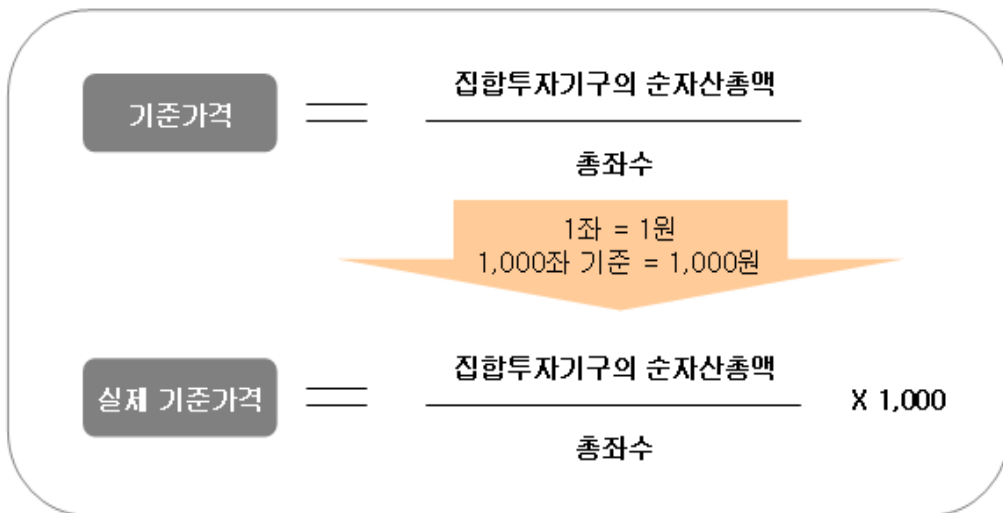 집합투자기구의 순자산총액
기준가격
총좌수
1좌 = 1원
1,000좌 기준 = 1,000원
집합투자기구의 순자산총액
실제 기준가격
X 1,000
총좌수